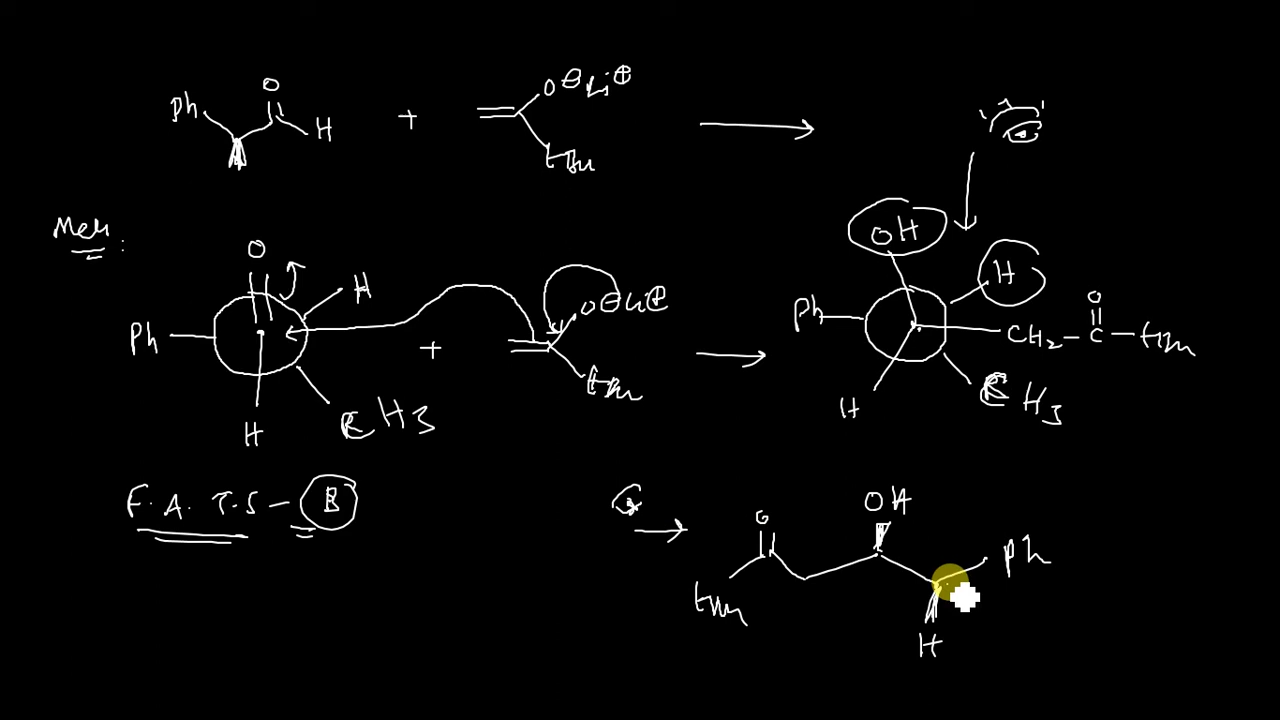 Ph O H + O⊖Li⊕ tBu
Mech :
O H Ph H CH3 + O⊖Li⊕ tBu
OH H Ph CH2-C-tBu O H CH3
F.A.T.S - B
O OH Ph tBu H